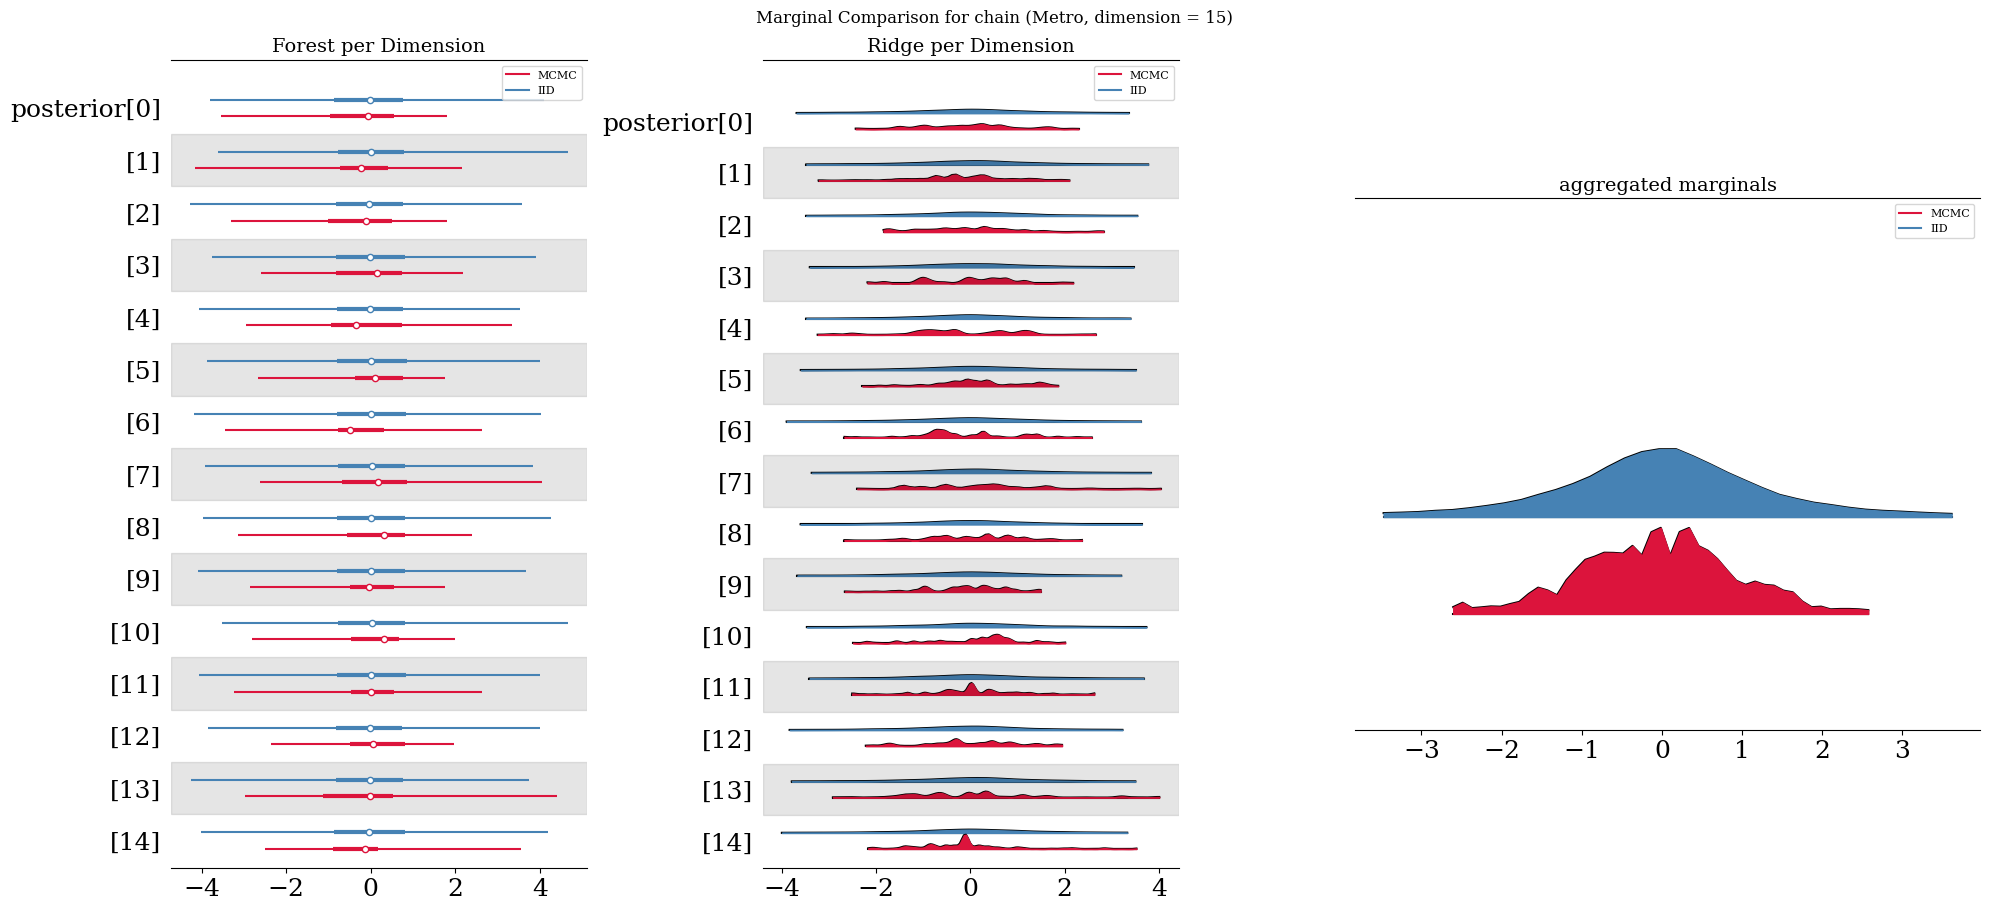 Marginal Comparison for chain (Metro, dimension = 15)
Forest per Dimension
MCMC
IID
posterior[0]
[1]
[2]
[3]
[4]
[5]
[6]
[7]
[8]
[9]
[10]
[11]
[12]
[13]
[14]
−4 −2 0 2 4
Ridge per Dimension
MCMC
IID
posterior[0]
[1]
[2]
[3]
[4]
[5]
[6]
[7]
[8]
[9]
[10]
[11]
[12]
[13]
[14]
−4 −2 0 2 4
aggregated marginals
MCMC
IID
−3 −2 −1 0 1 2 3